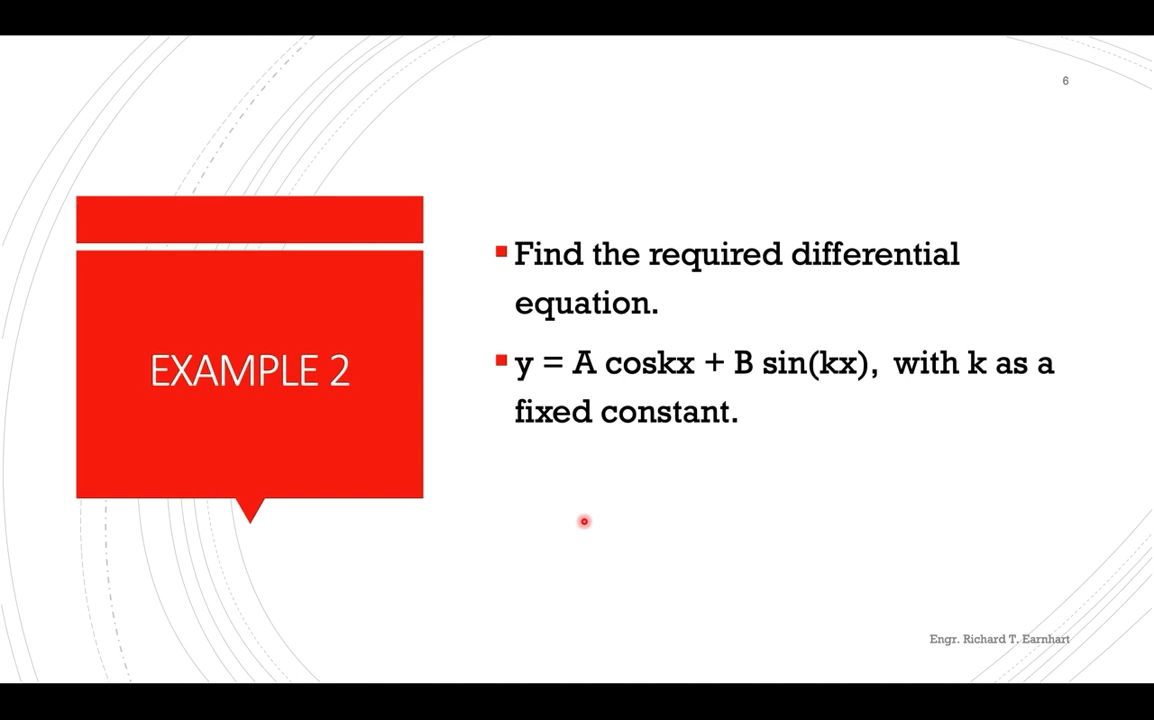 6
EXAMPLE 2
Find the required differential
equation.
y = A coskx + B sin(kx), with k as a
fixed constant.
Engr. Richard T. Earnhart